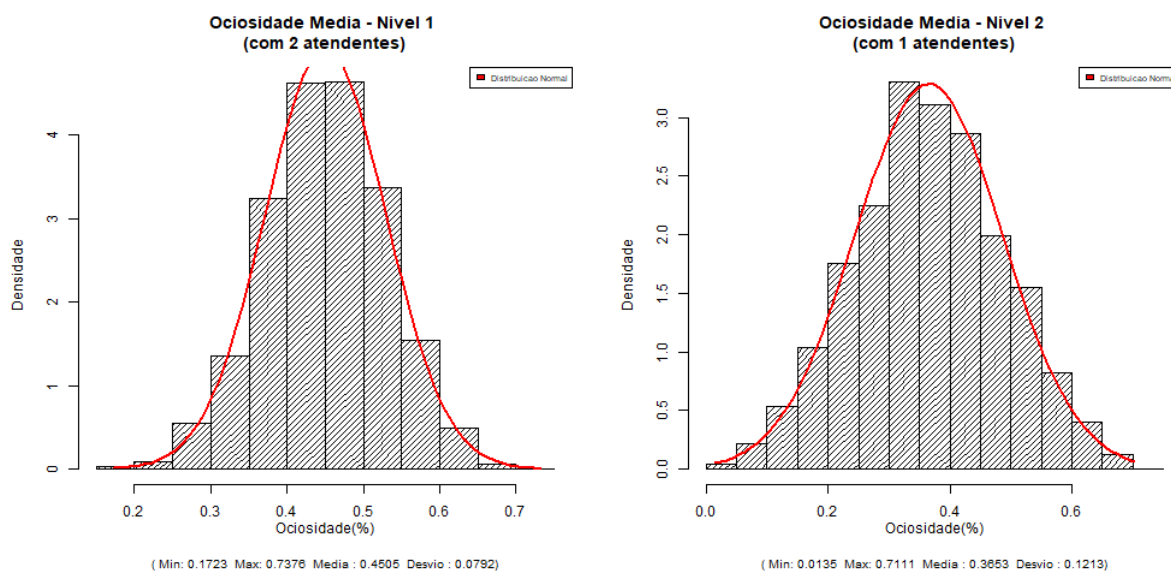 Ociosidade Media - Nivel 1
(com 2 atendentes)
Distribuicao Normal
Densidade
4
3
2
1
0
0.2 0.3 0.4 0.5 0.6 0.7
Ociosidade(%)
( Min: 0.1723 Max: 0.7376 Media : 0.4505 Desvio : 0.0792)
Ociosidade Media - Nivel 2
(com 1 atendentes)
Distribuicao Norma
Densidade
3.0
2.5
2.0
1.5
1.0
0.5
0.0
0.0 0.2 0.4 0.6
Ociosidade(%)
( Min: 0.0135 Max: 0.7111 Media : 0.3653 Desvio : 0.1213)